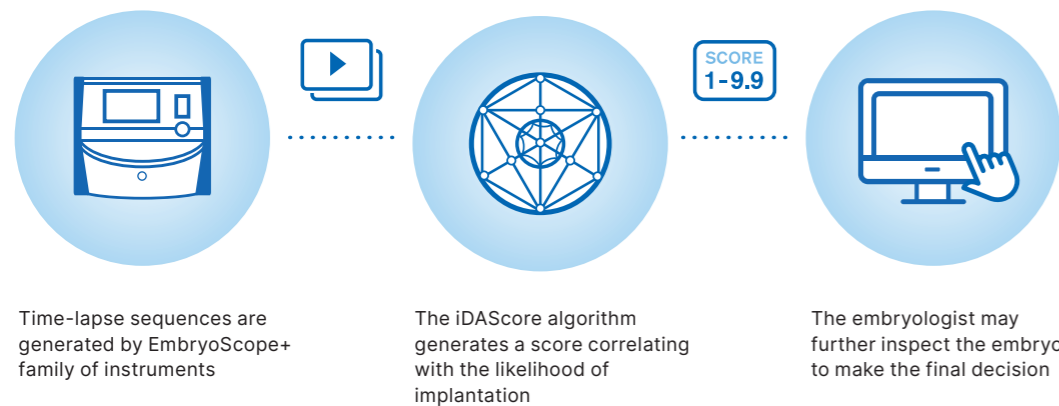 SCORE
1-9.9
Time-lapse sequences are
generated by EmbryoScope+
family of instruments
The iDAScore algorithm
generates a score correlating
with the likelihood of
implantation
The embryologist may
further inspect the embryo
to make the final decision